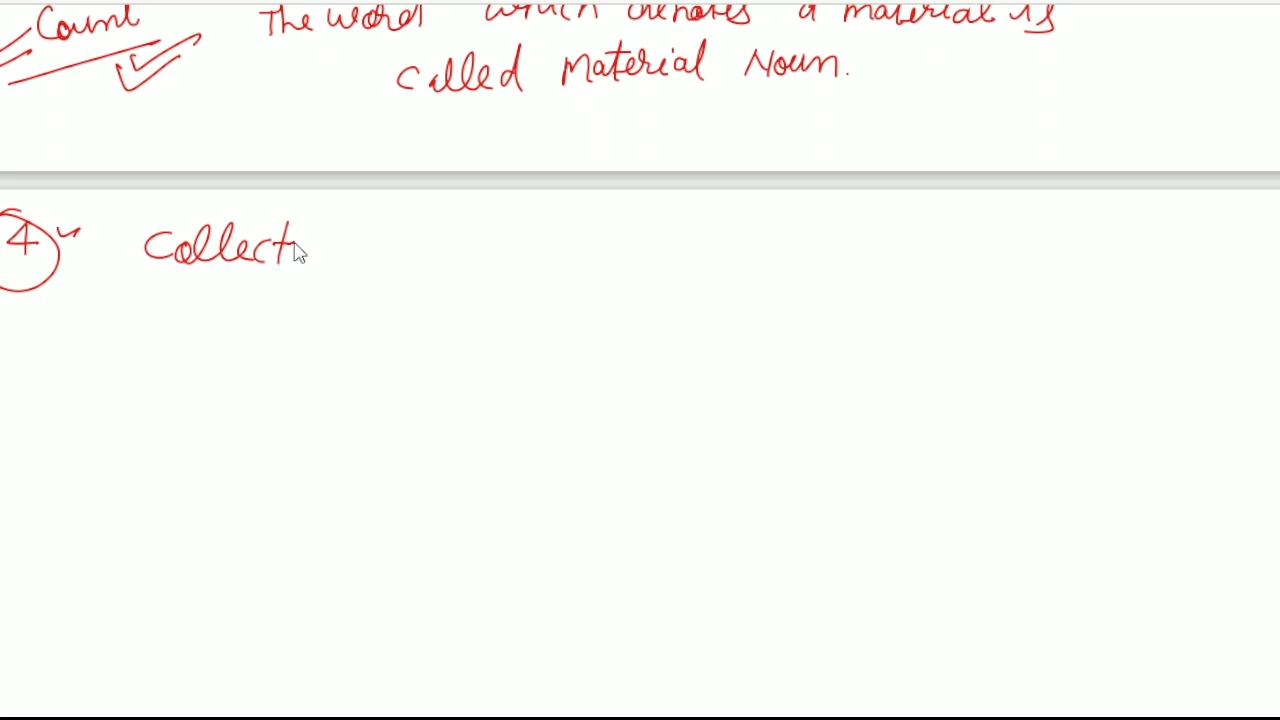 Count The word which denotes a material is
called Material Noun.
4 Collect